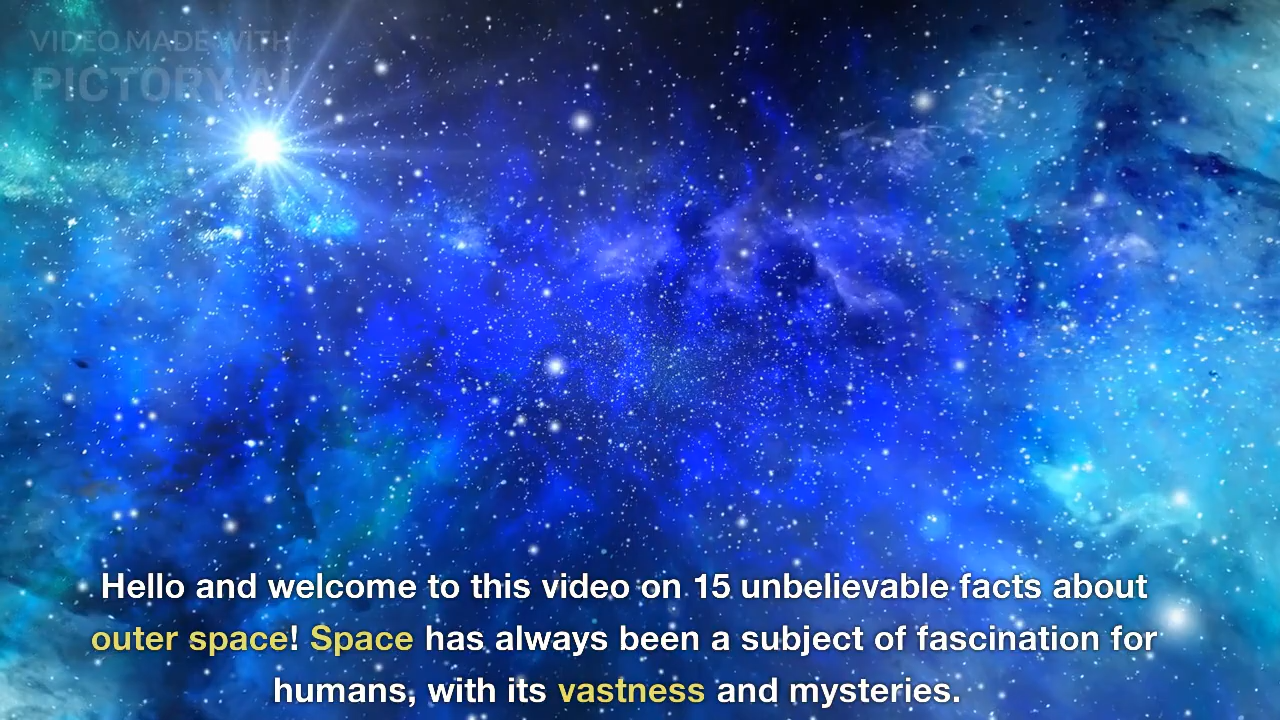 VIDEO MADE WITH
PICTORY.AI
Hello and welcome to this video on 15 unbelievable facts about
outer space! Space has always been a subject of fascination for
humans, with its vastness and mysteries.